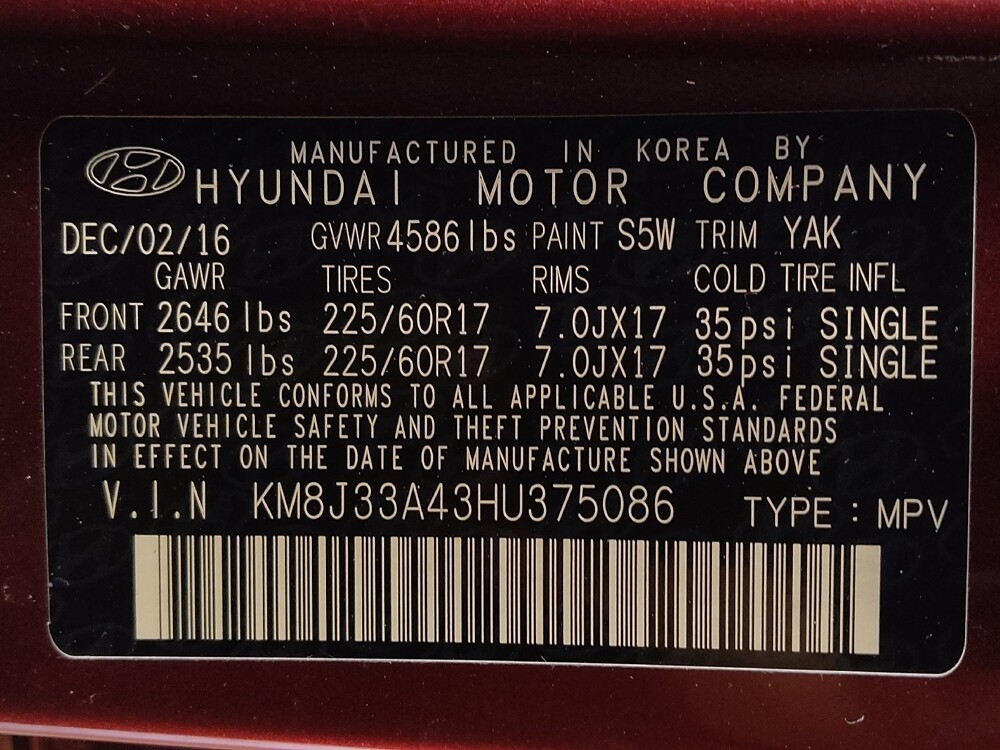 MANUFACTURED IN KOREA BY
HYUNDAI MOTOR COMPANY
DEC/02/16 GVWR 4586lbs PAINT S5W TRIM YAK
GAWR TIRES RIMS COLD TIRE INFL
FRONT 2646 lbs 225/60R17 7.0JX17 35psi SINGLE
REAR 2535 lbs 225/60R17 7.0JX17 35psi SINGLE
THIS VEHICLE CONFORMS TO ALL APPLICABLE U.S.A. FEDERAL
MOTOR VEHICLE SAFETY AND THEFT PREVENTION STANDARDS
IN EFFECT ON THE DATE OF MANUFACTURE SHOWN ABOVE
V.I.N KM8J33A43HU375086 TYPE : MPV